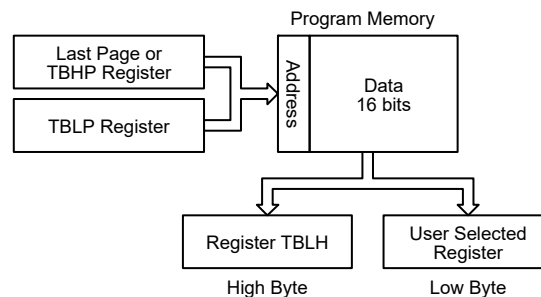 Program Memory
Last Page or
TBHP Register
TBLP Register
Address
Data
16 bits
Register TBLH
User Selected
Register
High Byte
Low Byte